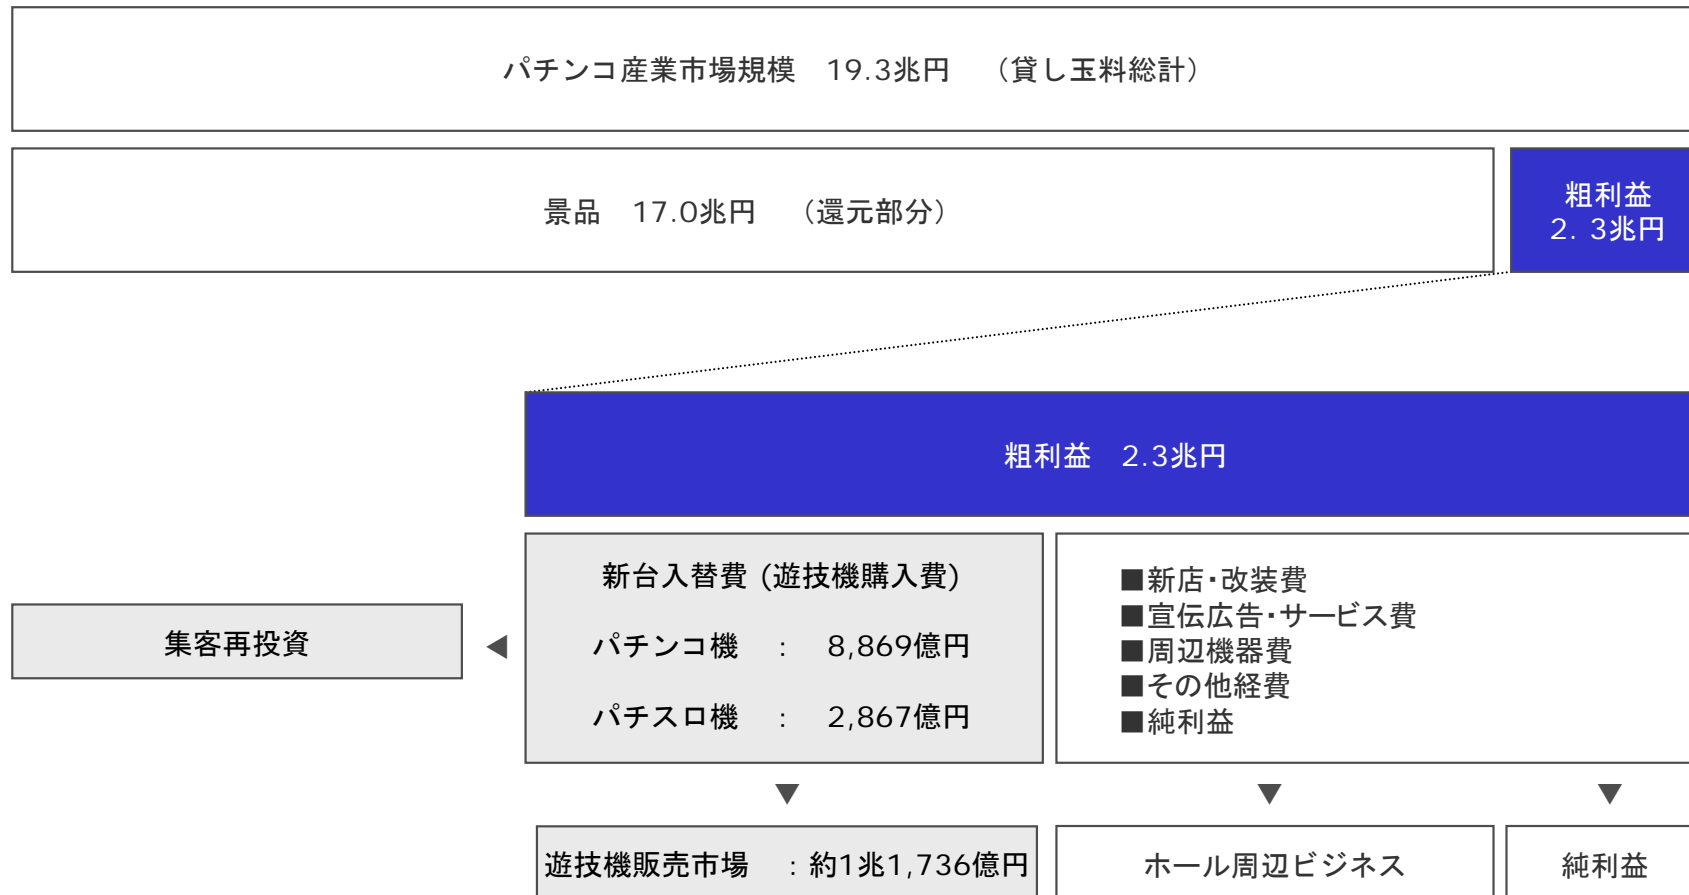 パチンコ産業市場規模　19.3兆円　（貸し玉料総計）
景品　17.0兆円　（還元部分）
粗利益
2. 3兆円
粗利益　2.3兆円
新台入替費 (遊技機購入費)
パチンコ機　：　8,869億円
パチスロ機　：　2,867億円
■新店・改装費
■宣伝広告・サービス費
■周辺機器費
■その他経費
■純利益
集客再投資
遊技機販売市場　：約1兆1,736億円
ホール周辺ビジネス
純利益